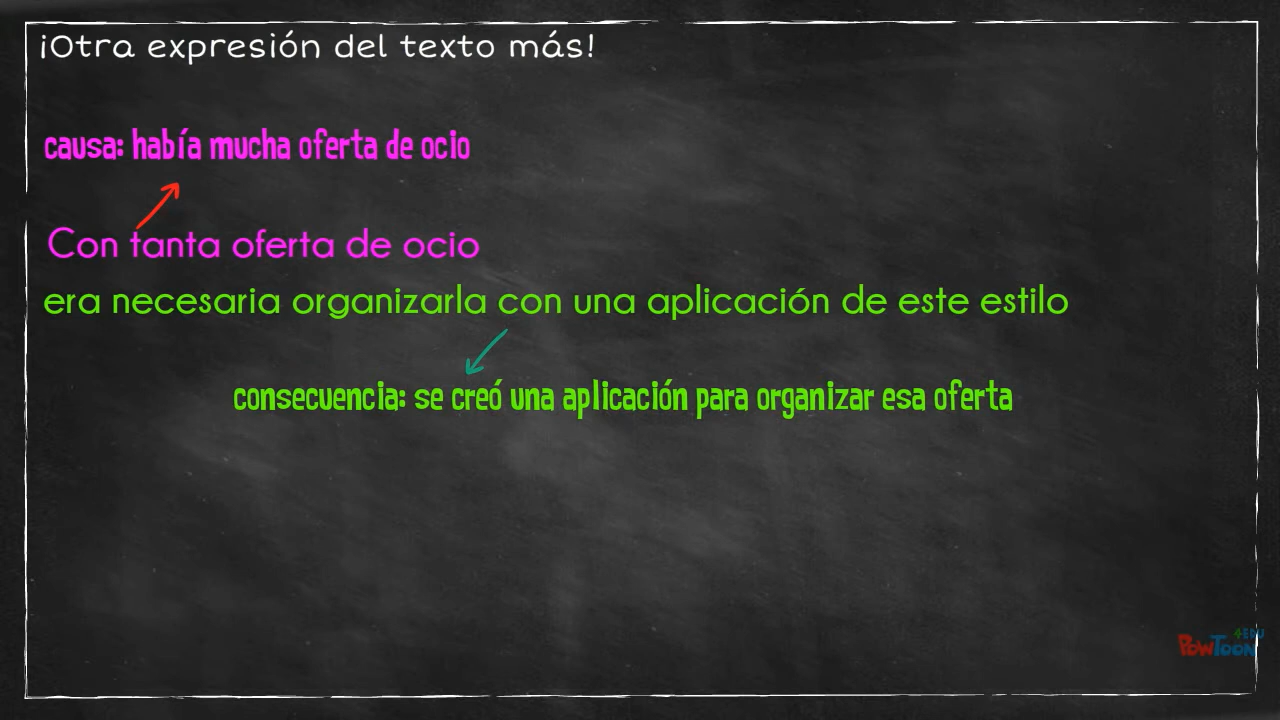 ¡Otra expresión del texto más!
causa: había mucha oferta de ocio
Con tanta oferta de ocio
era necesaria organizarla con una aplicación de este estilo
consecuencia: se creó una aplicación para organizar esa oferta
4EDU
POWTOON